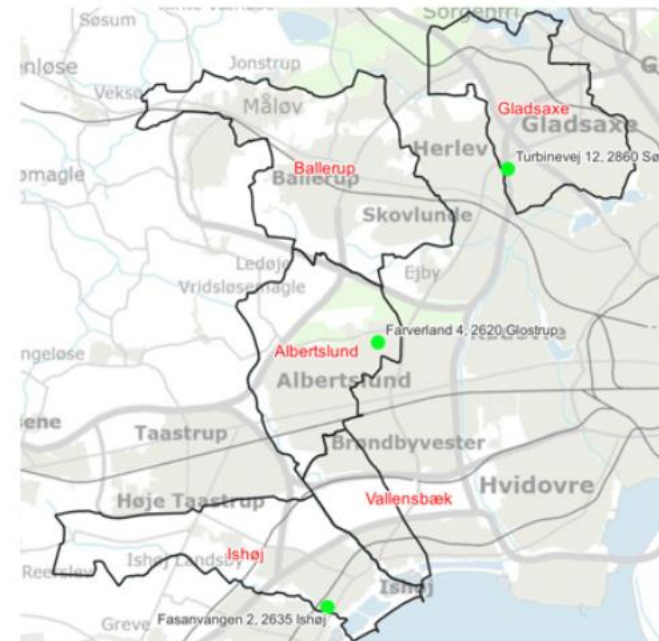 Søsum
Sorgenfri
Jonstrup
Veksø
Måløv
Gladsaxe
Gladsaxe
Herlev
Turbinevej 12, 2860 Sø
Ballerup
Ballerup
Skovlunde
Ledøje
Ejby
Vridsløsemagle
Farverland 4, 2620 Glostrup
Albertslund
Albertslund
Taastrup
Brøndbyvester
Hvidovre
Vallensbæk
Høje Taastrup
Ishøj
Ishøj Landsby
Reerslev
Ishøj
Fasanvangen 2, 2635 Ishøj
Greve